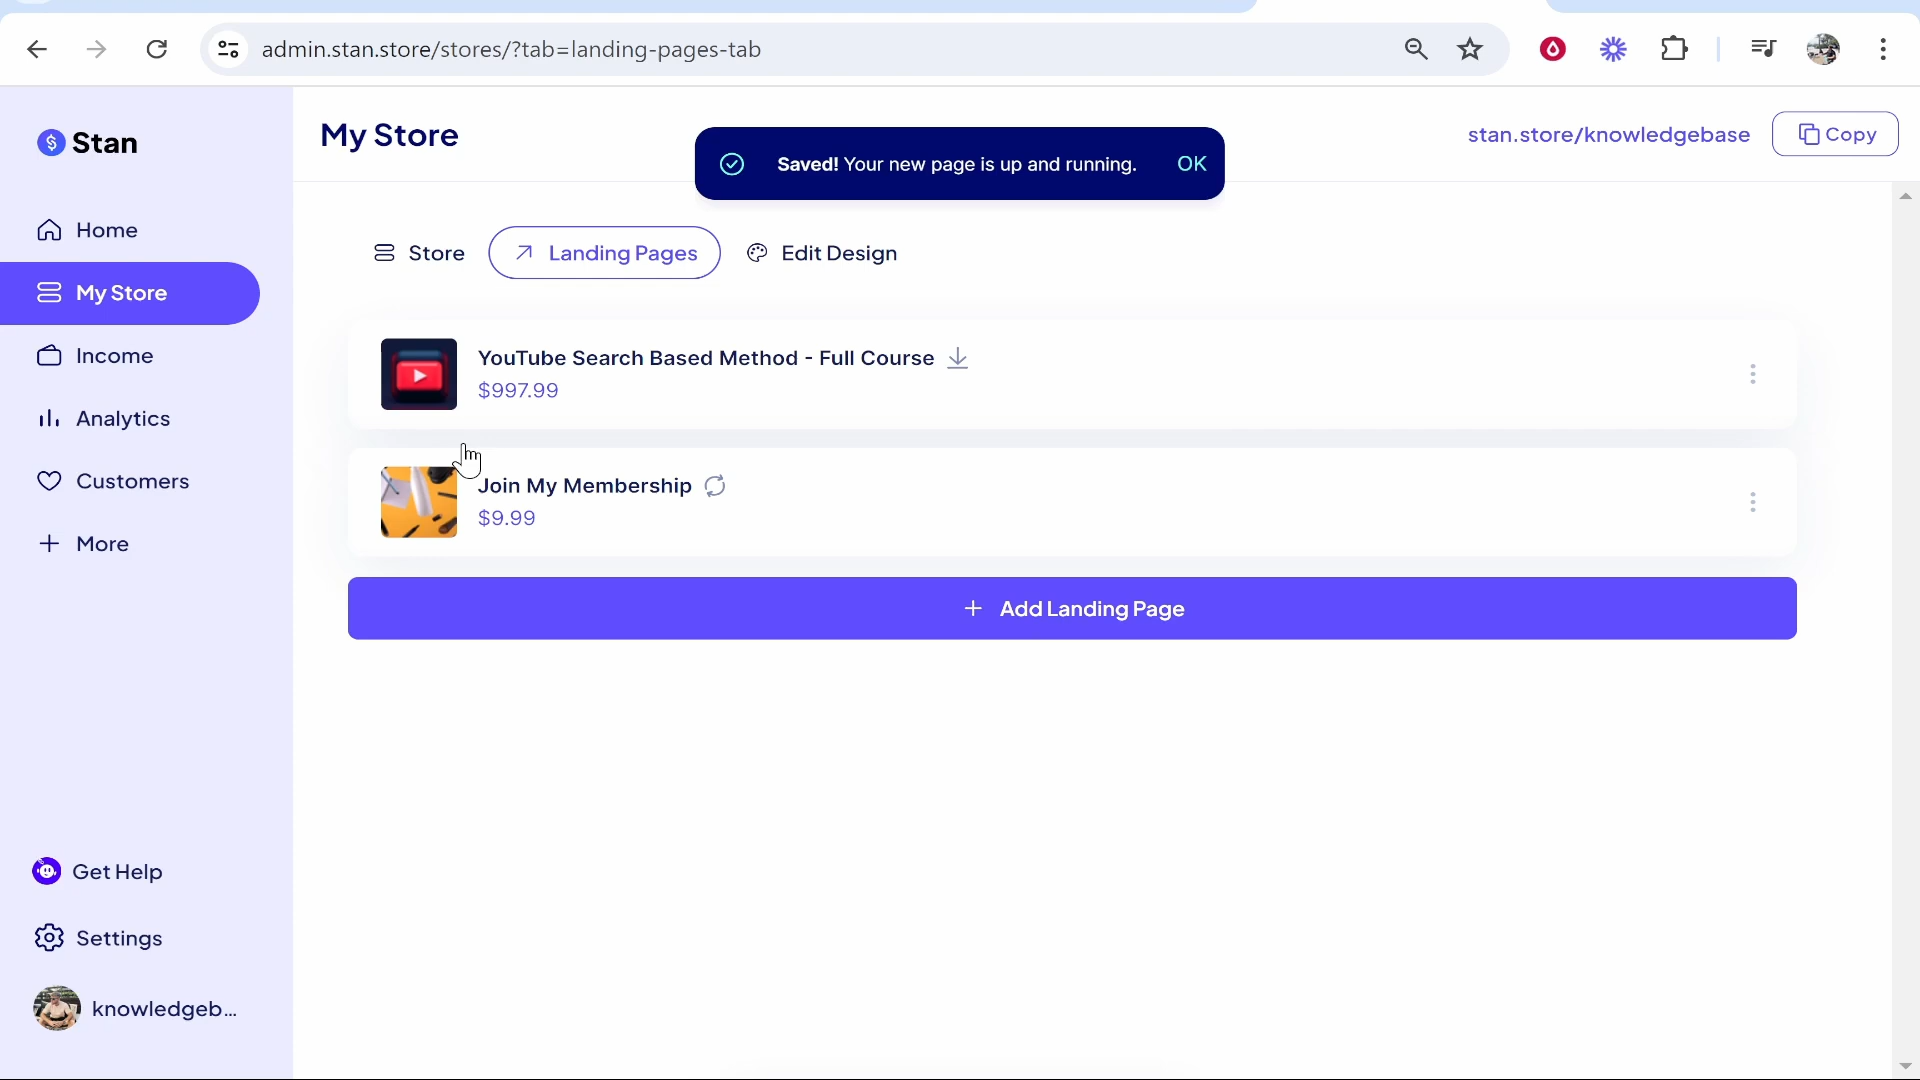 admin.stan.store/stores/?tab=landing-pages-tab
Stan
My Store
Saved! Your new page is up and running. OK
stan.store/knowledgebase
Copy
Home
My Store
Income
Analytics
Customers
More
Store
Landing Pages
Edit Design
YouTube Search Based Method - Full Course
$997.99
Join My Membership
$9.99
+ Add Landing Page
Get Help
Settings
knowledgeb...